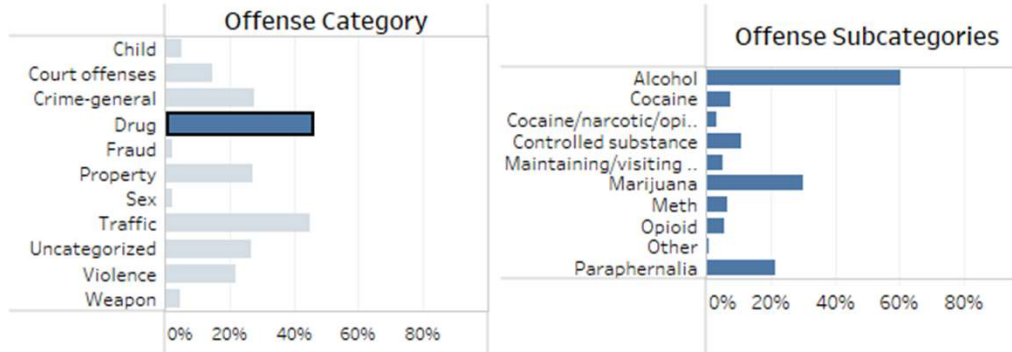 Offense Category
Child
Court offenses
Crime-general
Drug
Fraud
Property
Sex
Traffic
Uncategorized
Violence
Weapon
0% 20% 40% 60% 80%
Offense Subcategories
Alcohol
Cocaine
Cocaine/narcotic/opi..
Controlled substance
Maintaining/visiting ..
Marijuana
Meth
Opioid
Other
Paraphernalia
0% 20% 40% 60% 80%